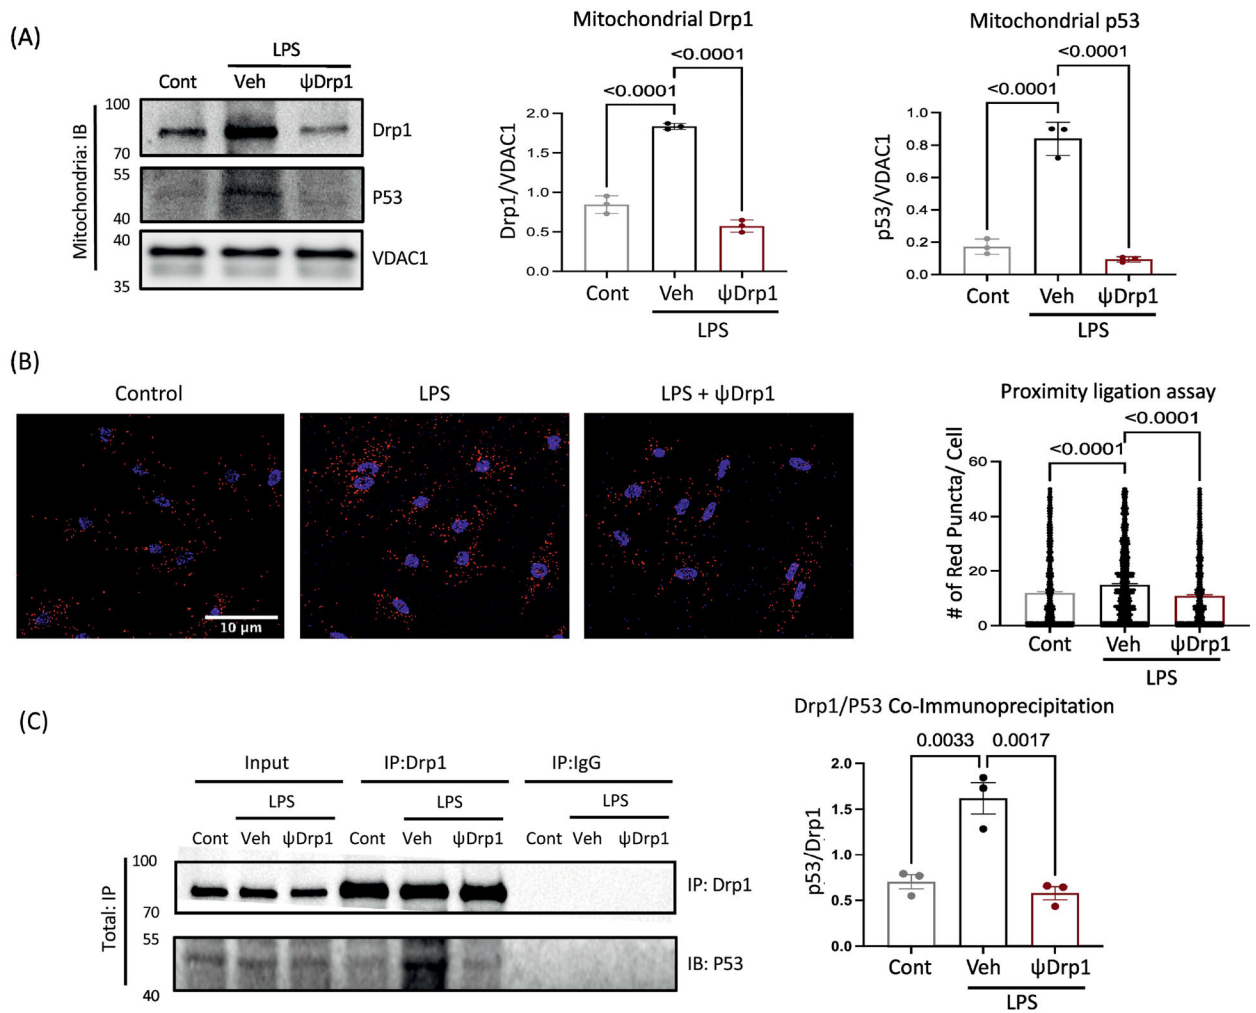 (A)
LPS
Cont Veh ψDrp1
Mitochondria: IB
100
70
Drp1
55
40
P53
40
35
VDAC1
Mitochondrial Drp1
<0.0001
<0.0001
Drp1/VDAC1
2.0
1.5
1.0
0.5
0.0
Cont Veh ψDrp1
LPS
Mitochondrial p53
<0.0001
<0.0001
p53/VDAC1
1.0
0.8
0.6
0.4
0.2
0.0
Cont Veh ψDrp1
LPS
(B)
Control
LPS
LPS + ψDrp1
10 μm
Proximity ligation assay
<0.0001
<0.0001
# of Red Puncta/ Cell
60
40
20
0
Cont Veh ψDrp1
LPS
(C)
Input IP:Drp1 IP:IgG
LPS LPS LPS
Cont Veh ψDrp1 Cont Veh ψDrp1 Cont Veh ψDrp1
Total: IP
100
70
IP: Drp1
55
40
IB: P53
Drp1/P53 Co-Immunoprecipitation
0.0033 0.0017
p53/Drp1
2.0
1.5
1.0
0.5
0.0
Cont Veh ψDrp1
LPS